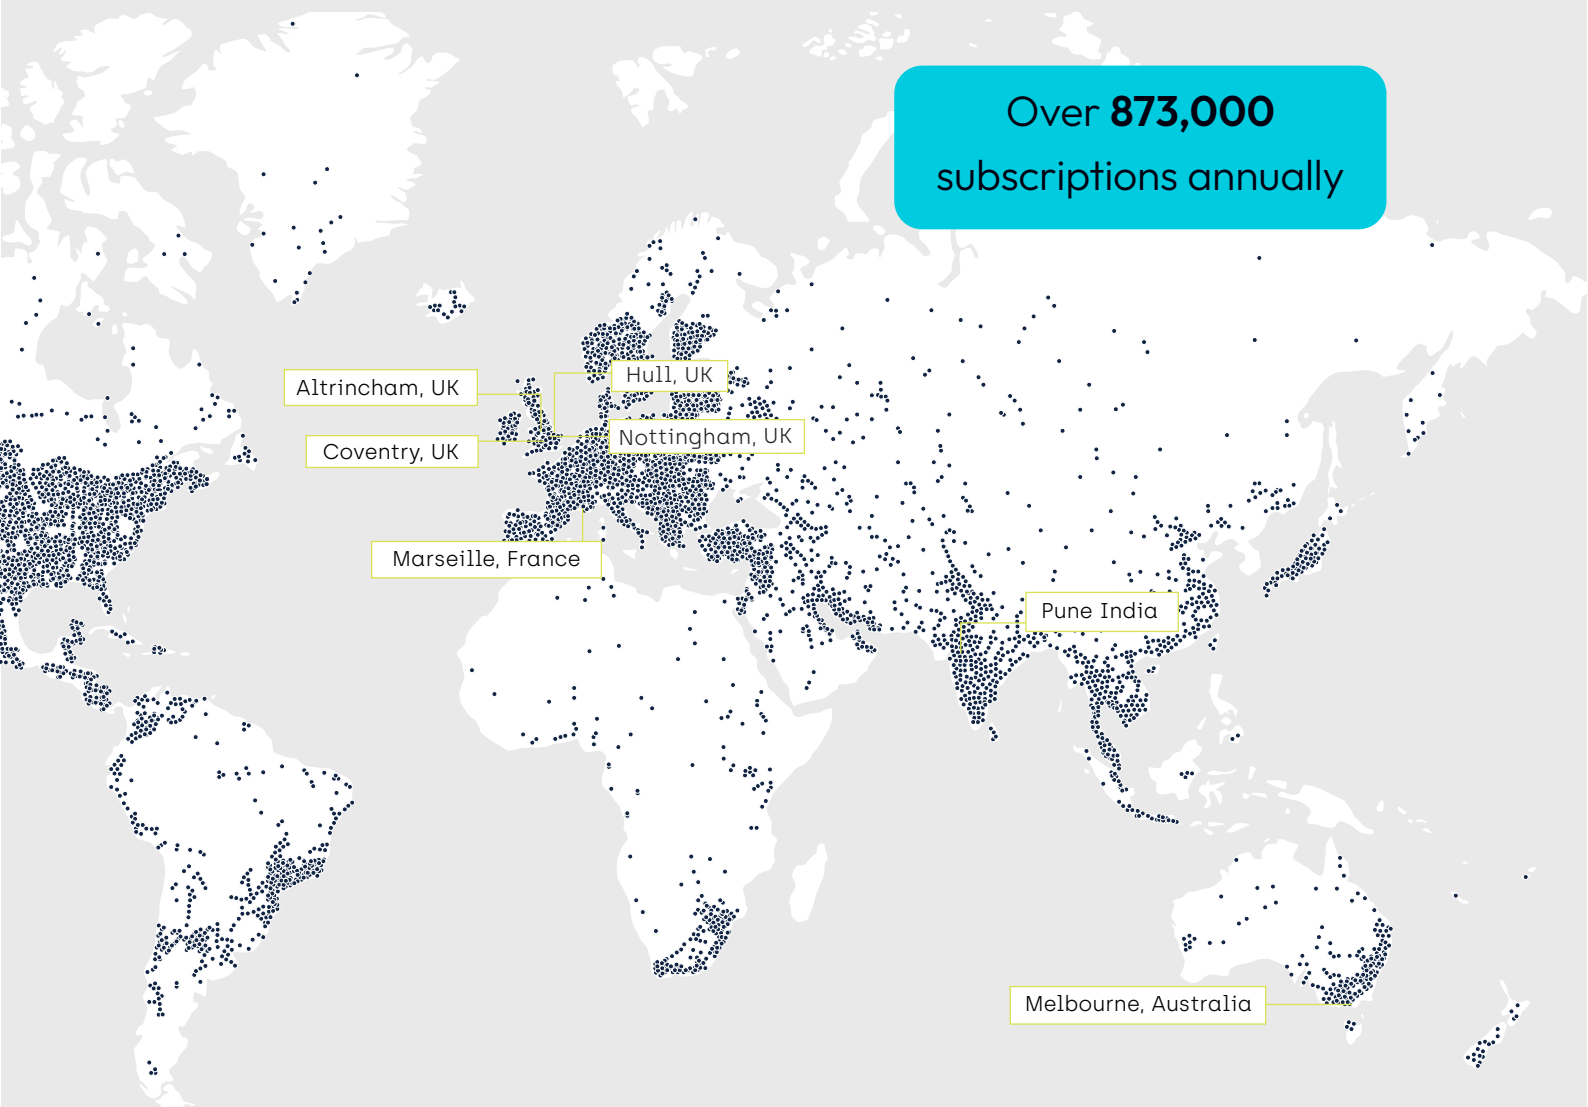 Over 873,000
subscriptions annually
Altrincham, UK
Hull, UK
Coventry, UK
Nottingham, UK
Marseille, France
Pune India
Melbourne, Australia